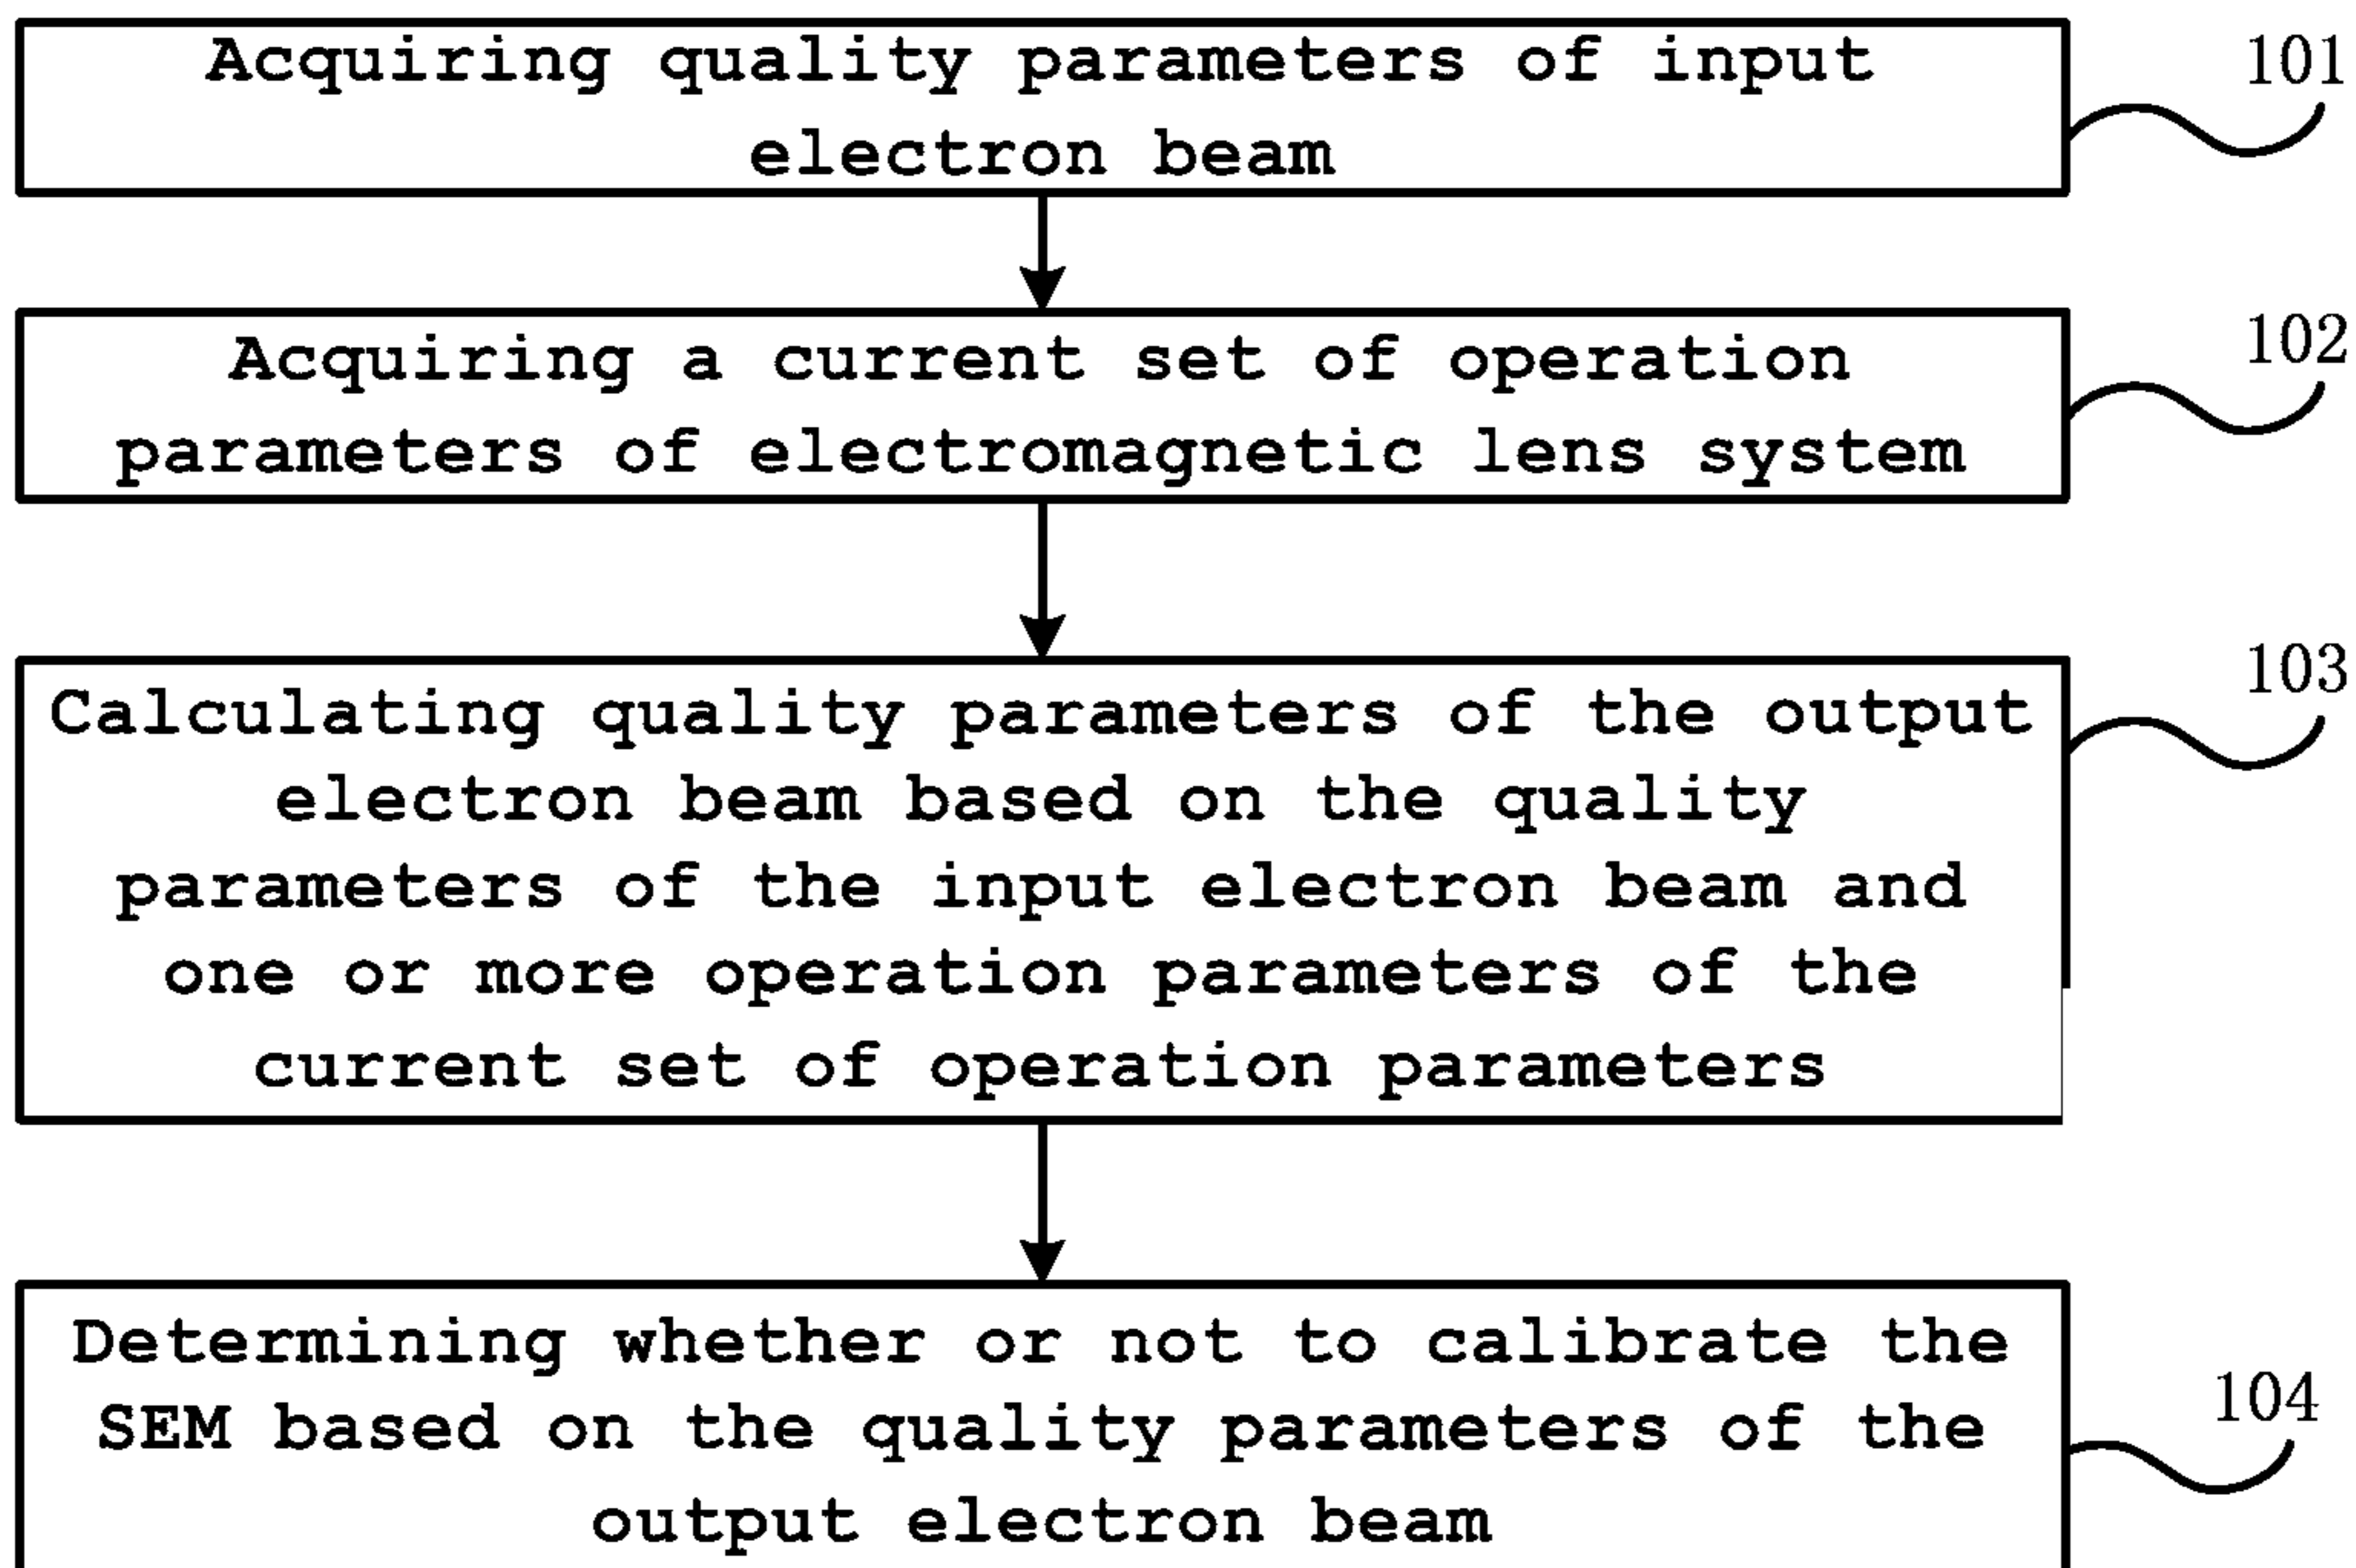 Acquiring quality parameters of input
electron beam
101
Acquiring a current set of operation
parameters of electromagnetic lens system
102
Calculating quality parameters of the output
electron beam based on the quality
parameters of the input electron beam and
one or more operation parameters of the
current set of operation parameters
103
Determining whether or not to calibrate the
SEM based on the quality parameters of the
output electron beam
104